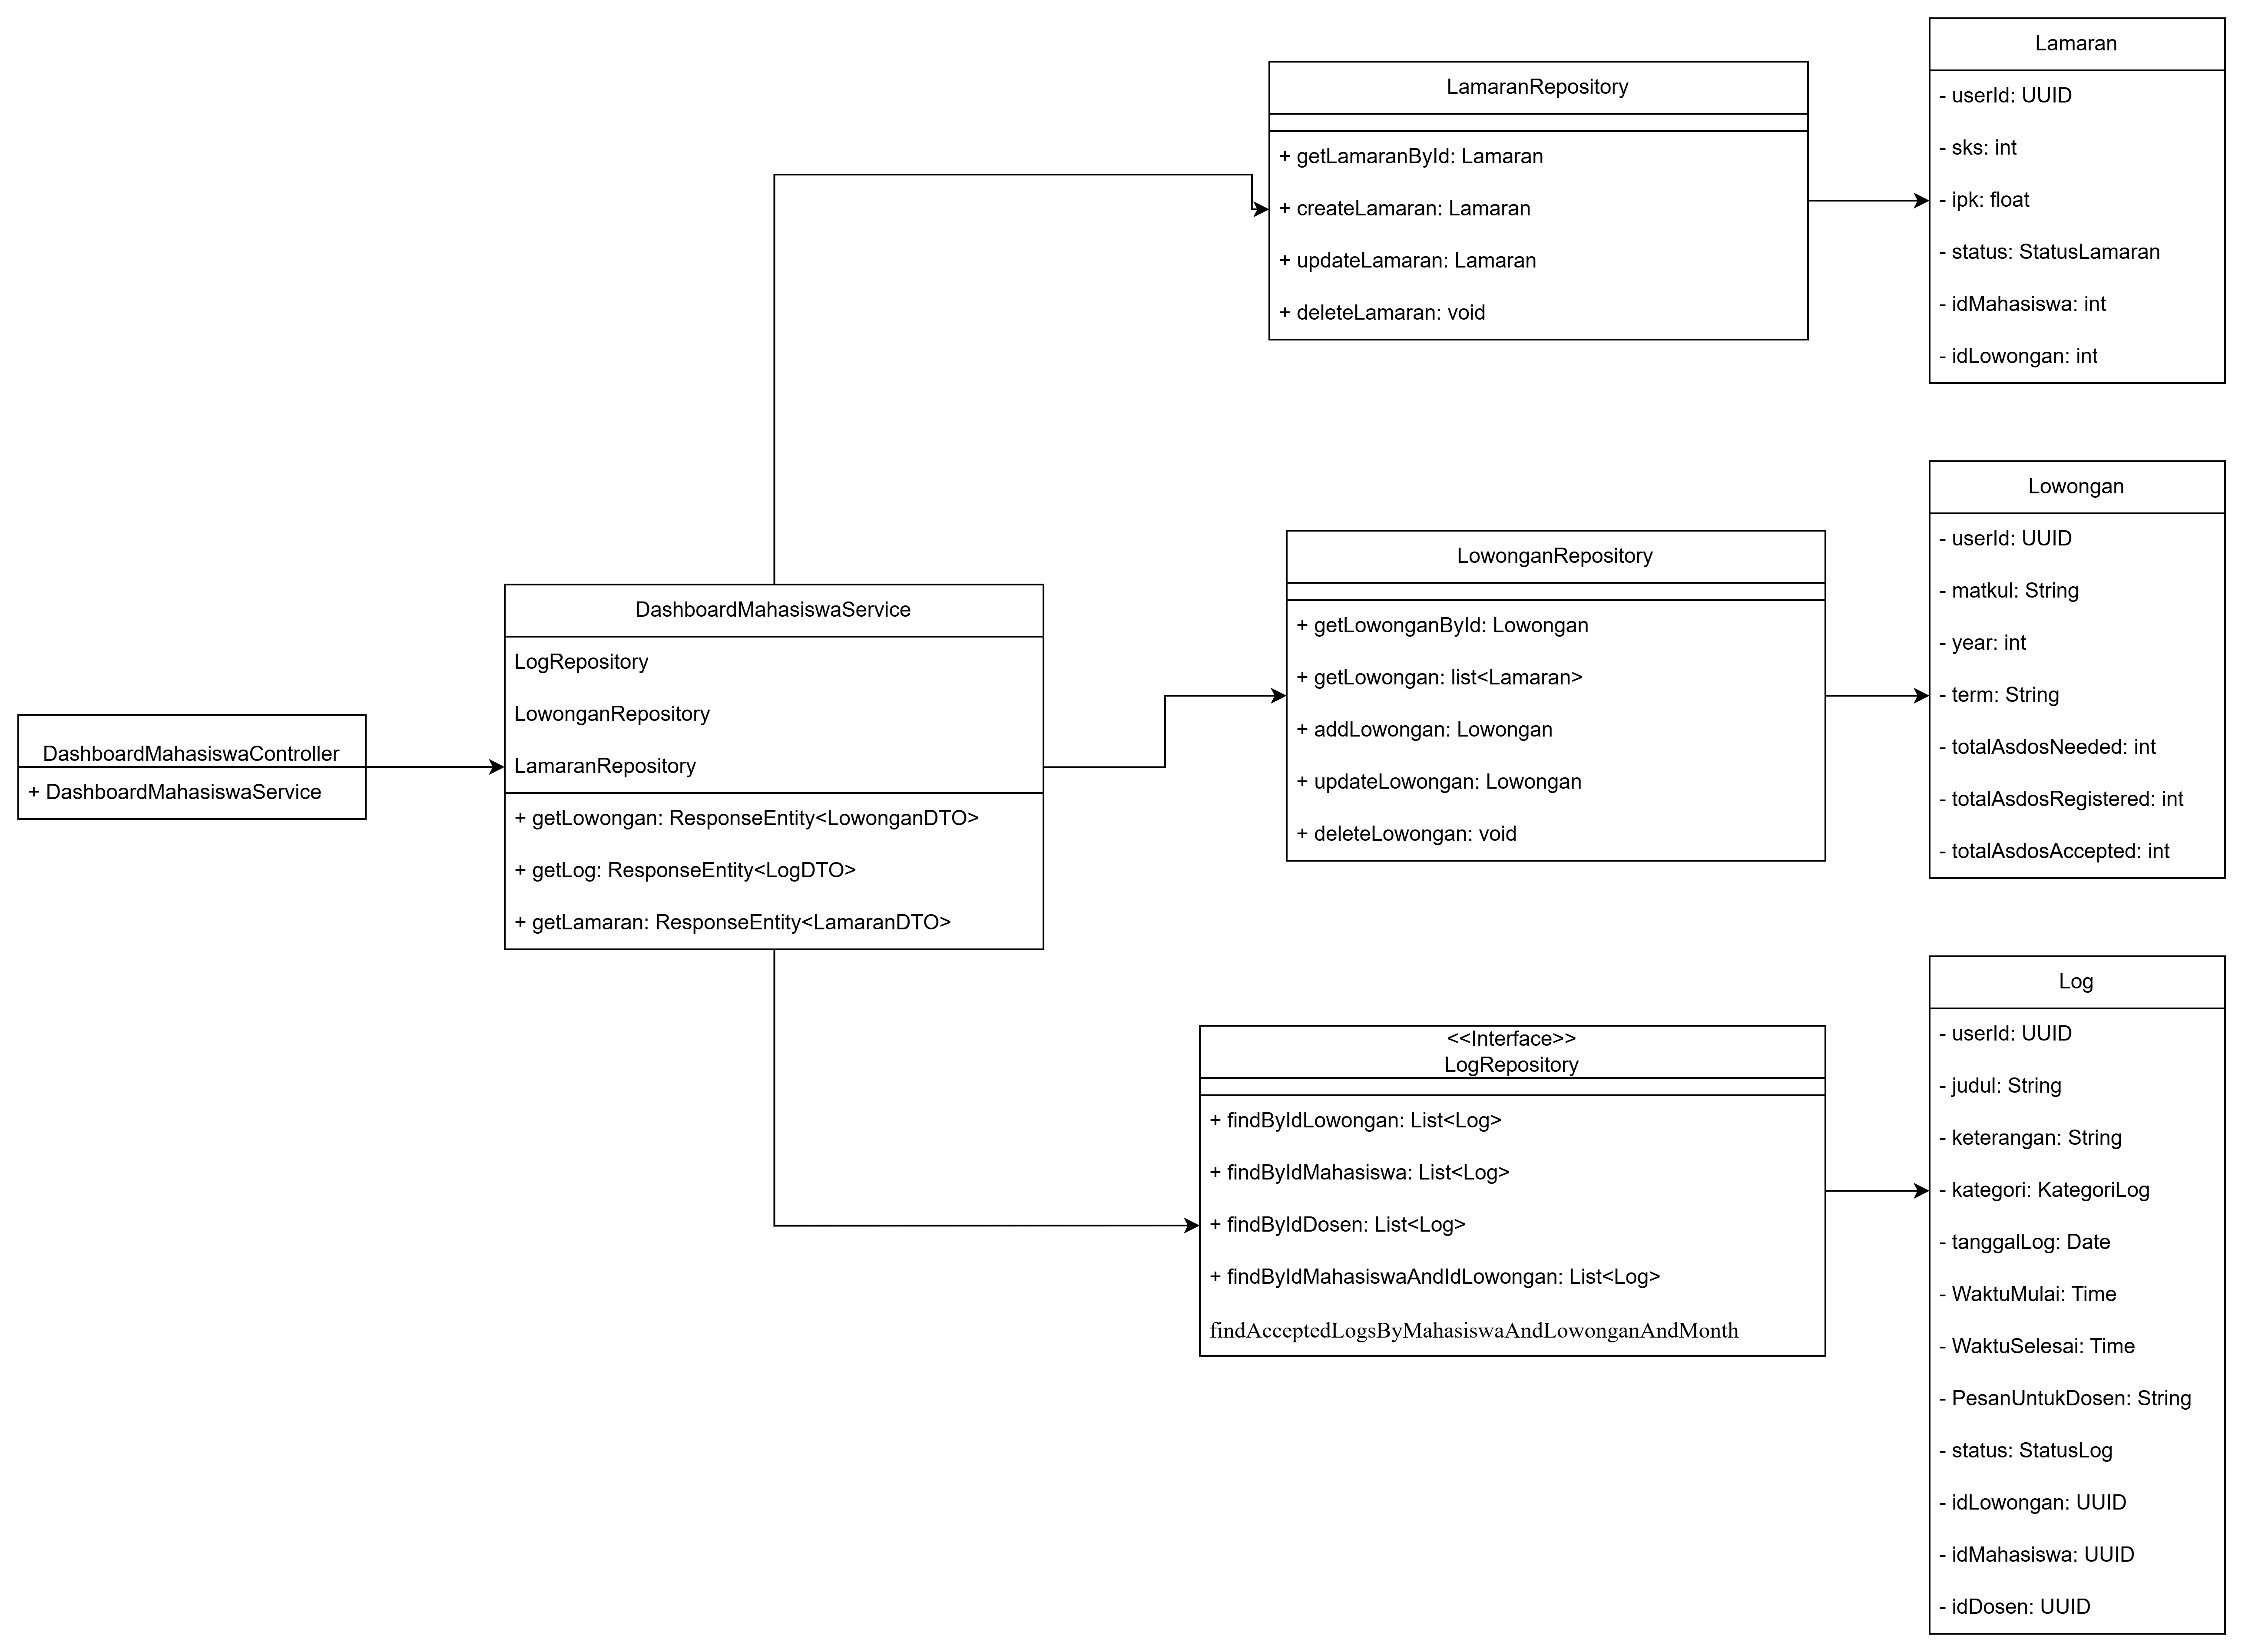 DashboardMahasiswaController
+ DashboardMahasiswaService
DashboardMahasiswaService
LogRepository
LowonganRepository
LamaranRepository
+ getLowongan: ResponseEntity<LowonganDTO>
+ getLog: ResponseEntity<LogDTO>
+ getLamaran: ResponseEntity<LamaranDTO>
LamaranRepository
+ getLamaranById: Lamaran
+ createLamaran: Lamaran
+ updateLamaran: Lamaran
+ deleteLamaran: void
Lamaran
- userId: UUID
- sks: int
- ipk: float
- status: StatusLamaran
- idMahasiswa: int
- idLowongan: int
LowonganRepository
+ getLowonganById: Lowongan
+ getLowongan: list<Lamaran>
+ addLowongan: Lowongan
+ updateLowongan: Lowongan
+ deleteLowongan: void
Lowongan
- userId: UUID
- matkul: String
- year: int
- term: String
- totalAsdosNeeded: int
- totalAsdosRegistered: int
- totalAsdosAccepted: int
<<Interface>>
LogRepository
+ findByIdLowongan: List<Log>
+ findByIdMahasiswa: List<Log>
+ findByIdDosen: List<Log>
+ findByIdMahasiswaAndIdLowongan: List<Log>
findAcceptedLogsByMahasiswaAndLowonganAndMonth
Log
- userId: UUID
- judul: String
- keterangan: String
- kategori: KategoriLog
- tanggalLog: Date
- WaktuMulai: Time
- WaktuSelesai: Time
- PesanUntukDosen: String
- status: StatusLog
- idLowongan: UUID
- idMahasiswa: UUID
- idDosen: UUID